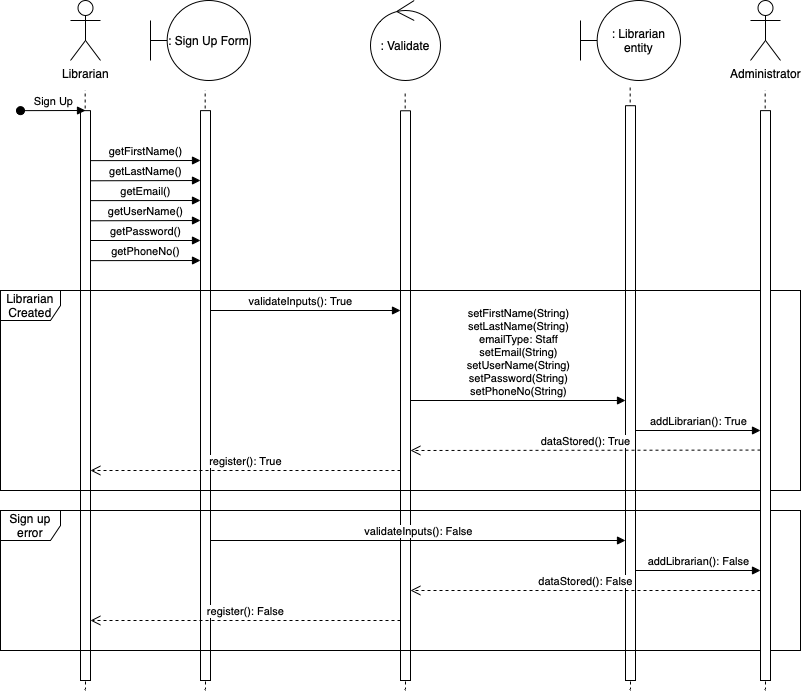 : Sign Up Form
: Validate
: Librarian
entity
Librarian
Administrator
Sign Up
getFirstName()
getLastName()
getEmail()
getUserName()
getPassword()
getPhoneNo()
Librarian
Created
validateInputs(): True
setFirstName(String)
setLastName(String)
emailType: Staff
setEmail(String)
setUserName(String)
setPassword(String)
setPhoneNo(String)
addLibrarian(): True
dataStored(): True
register(): True
Sign up
error
validateInputs(): False
addLibrarian(): False
dataStored(): False
register(): False